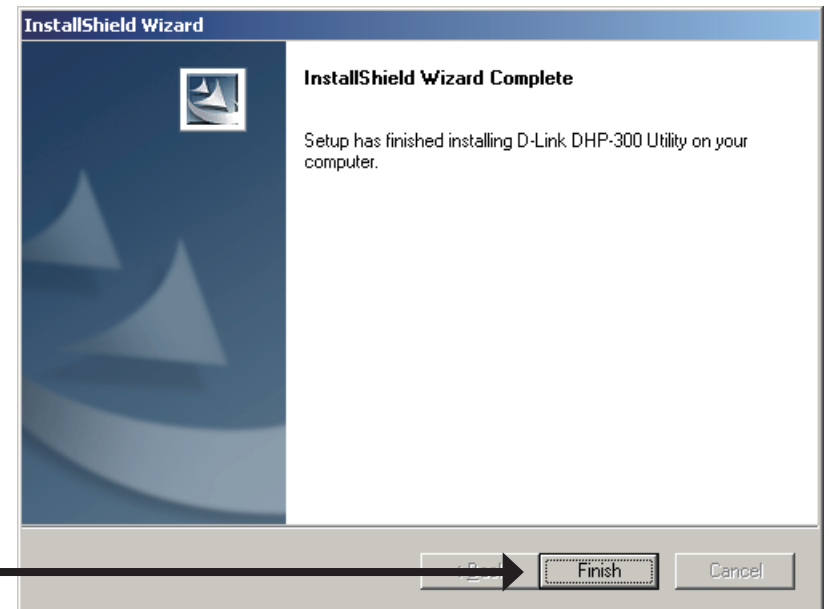 InstallShield Wizard
InstallShield Wizard Complete
Setup has finished installing D-Link DHP-300 Utility on your
computer.
Finish
Cancel